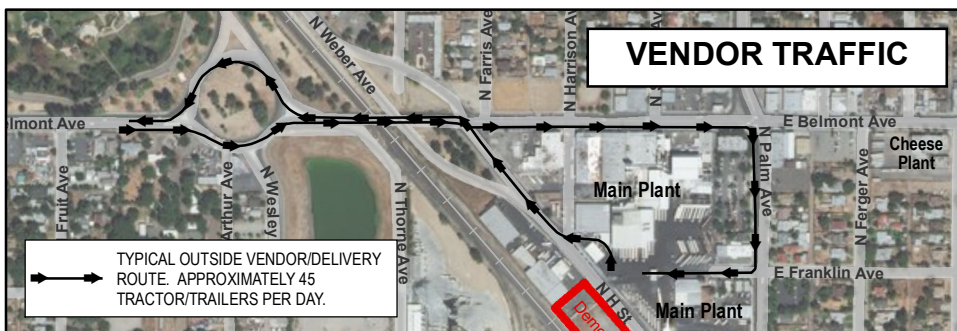 VENDOR TRAFFIC
N Weber Ave
N Farris Ave
N Harrison Ave
lmont Ave
E Belmont Ave
Cheese
Plant
Fruit Ave
Arthur Ave
N Wesley
N Thorne Ave
Main Plant
N Palm Ave
N Ferger Ave
TYPICAL OUTSIDE VENDOR/DELIVERY
ROUTE. APPROXIMATELY 45
TRACTOR/TRAILERS PER DAY.
E Franklin Ave
N H St
Main Plant
Demo